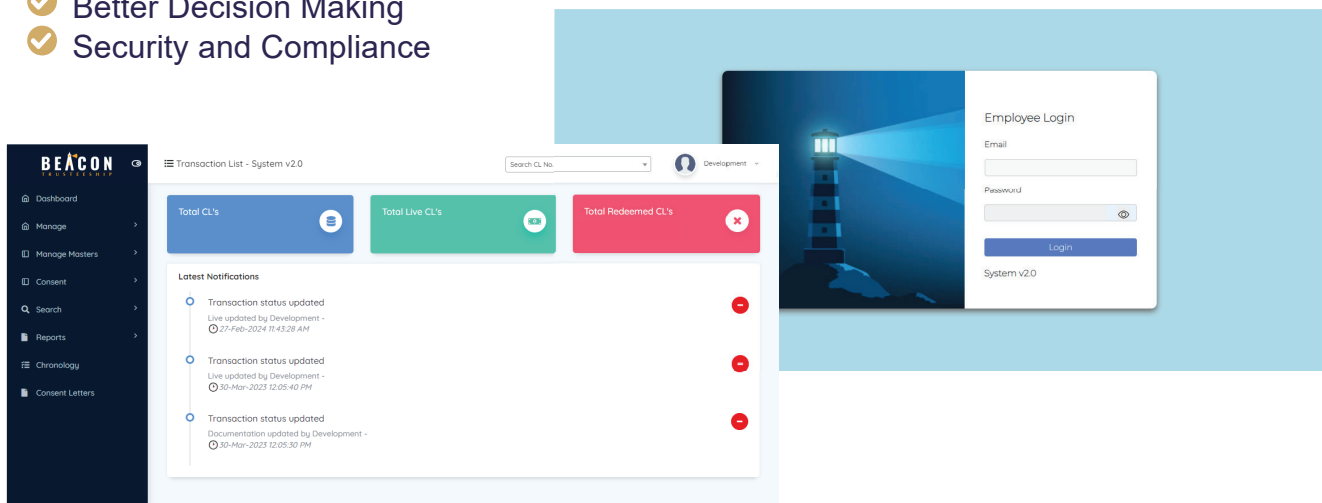 Better Decision Making
Security and Compliance
BEACON
TRUSTEESHIP
Dashboard
Manage
Manage Masters
Consent
Search
Reports
Chronology
Consent Letters
Transaction List - System v2.0
Search CL No.
Development
Total CL's
Total Live CL's
Total Redeemed CL's
Latest Notifications
Transaction status updated
Live updated by Development -
27-Feb-2024 11:43:28 AM
Transaction status updated
Live updated by Development -
30-Mar-2023 12:05:40 PM
Transaction status updated
Documentation updated by Development -
30-Mar-2023 12:05:30 PM
Employee Login
Email
Password
Login
System v2.0